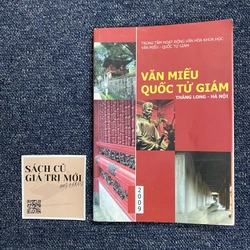 TRUNG TÂM HOẠT ĐỘNG VĂN HÓA KHOA HỌC
VĂN MIẾU - QUỐC TỬ GIÁM
VĂN MIẾU
QUỐC TỬ GIÁM
THĂNG LONG - HÀ NỘI
2009
SÁCH CŨ
GIÁ TRỊ MỚI